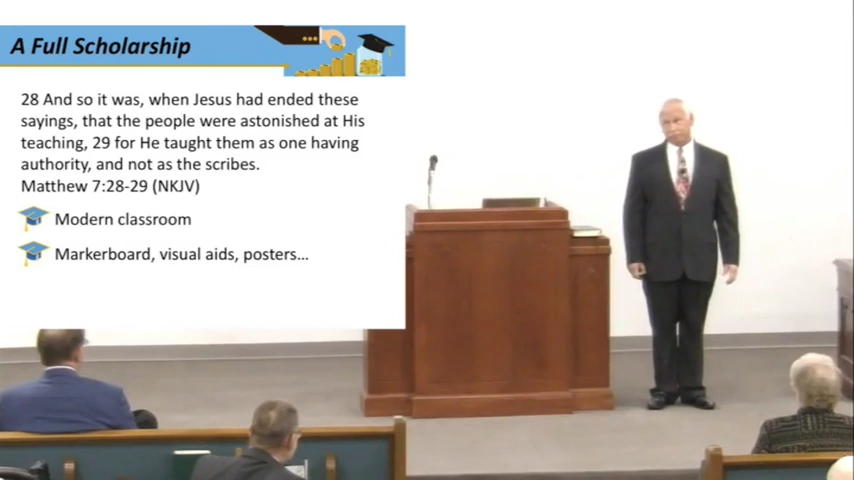 A Full Scholarship
28 And so it was, when Jesus had ended these
sayings, that the people were astonished at His
teaching, 29 for He taught them as one having
authority, and not as the scribes.
Matthew 7:28-29 (NKJV)
Modern classroom
Markerboard, visual aids, posters...